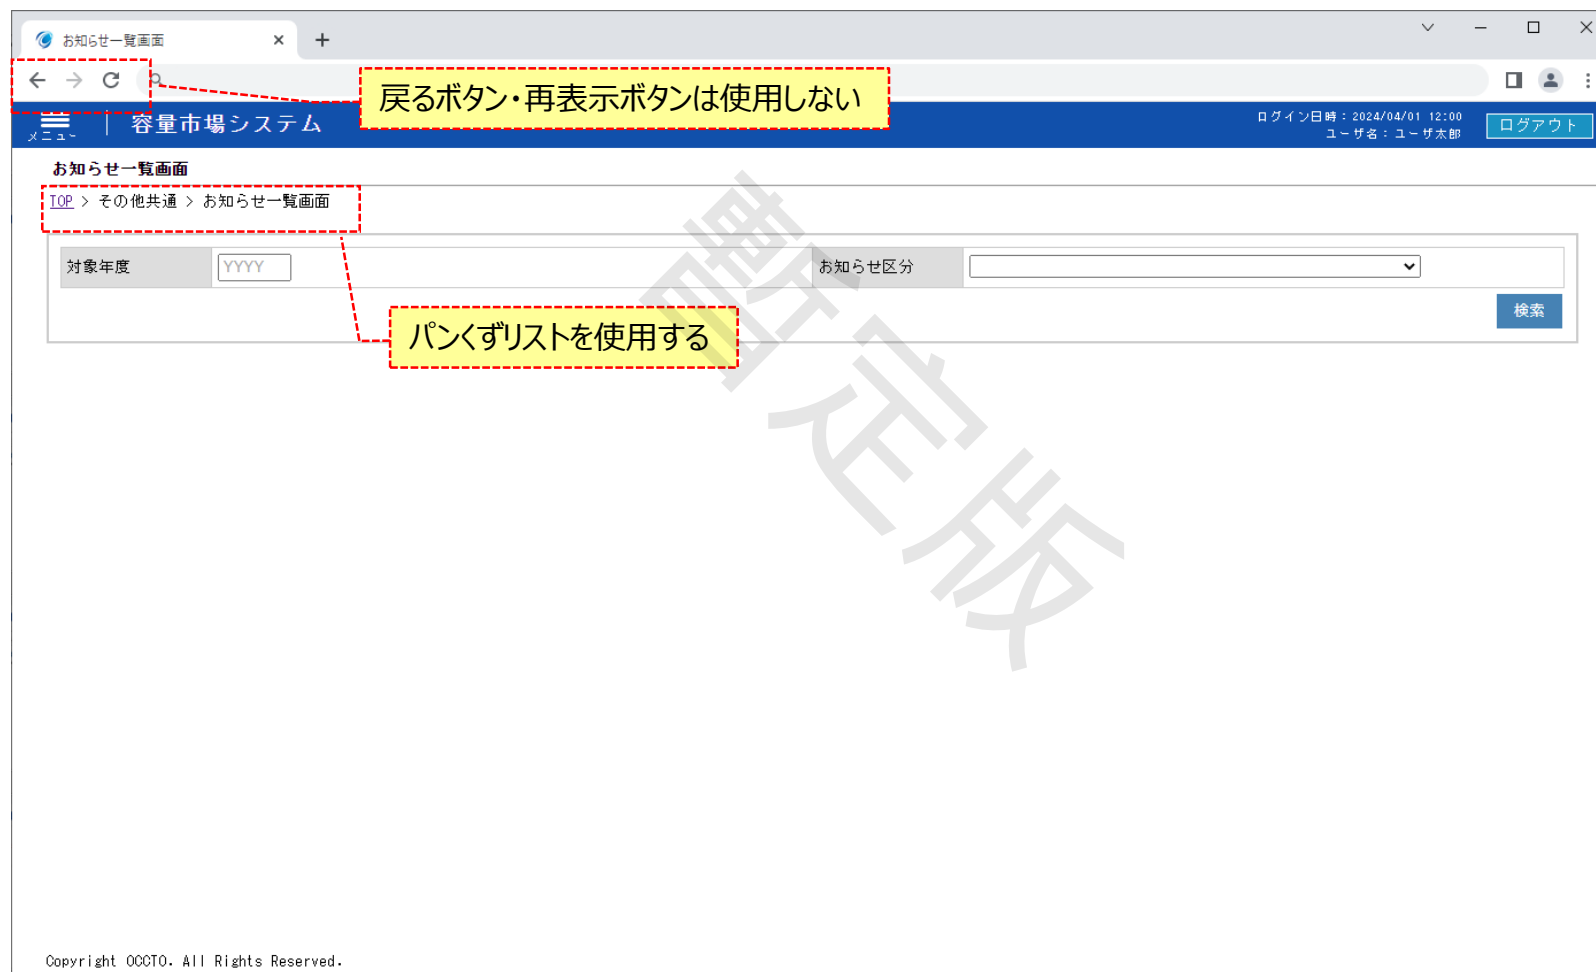 お知らせ一覧画面
戻るボタン・再表示ボタンは使用しない
メニュー
容量市場システム
ログイン日時：2024/04/01 12:00
ユーザ名：ユーザ太郎
ログアウト
お知らせ一覧画面
TOP > その他共通 > お知らせ一覧画面
対象年度 YYYY お知らせ区分
検索
パンくずリストを使用する
暫定版
Copyright OCCTO. All Rights Reserved.